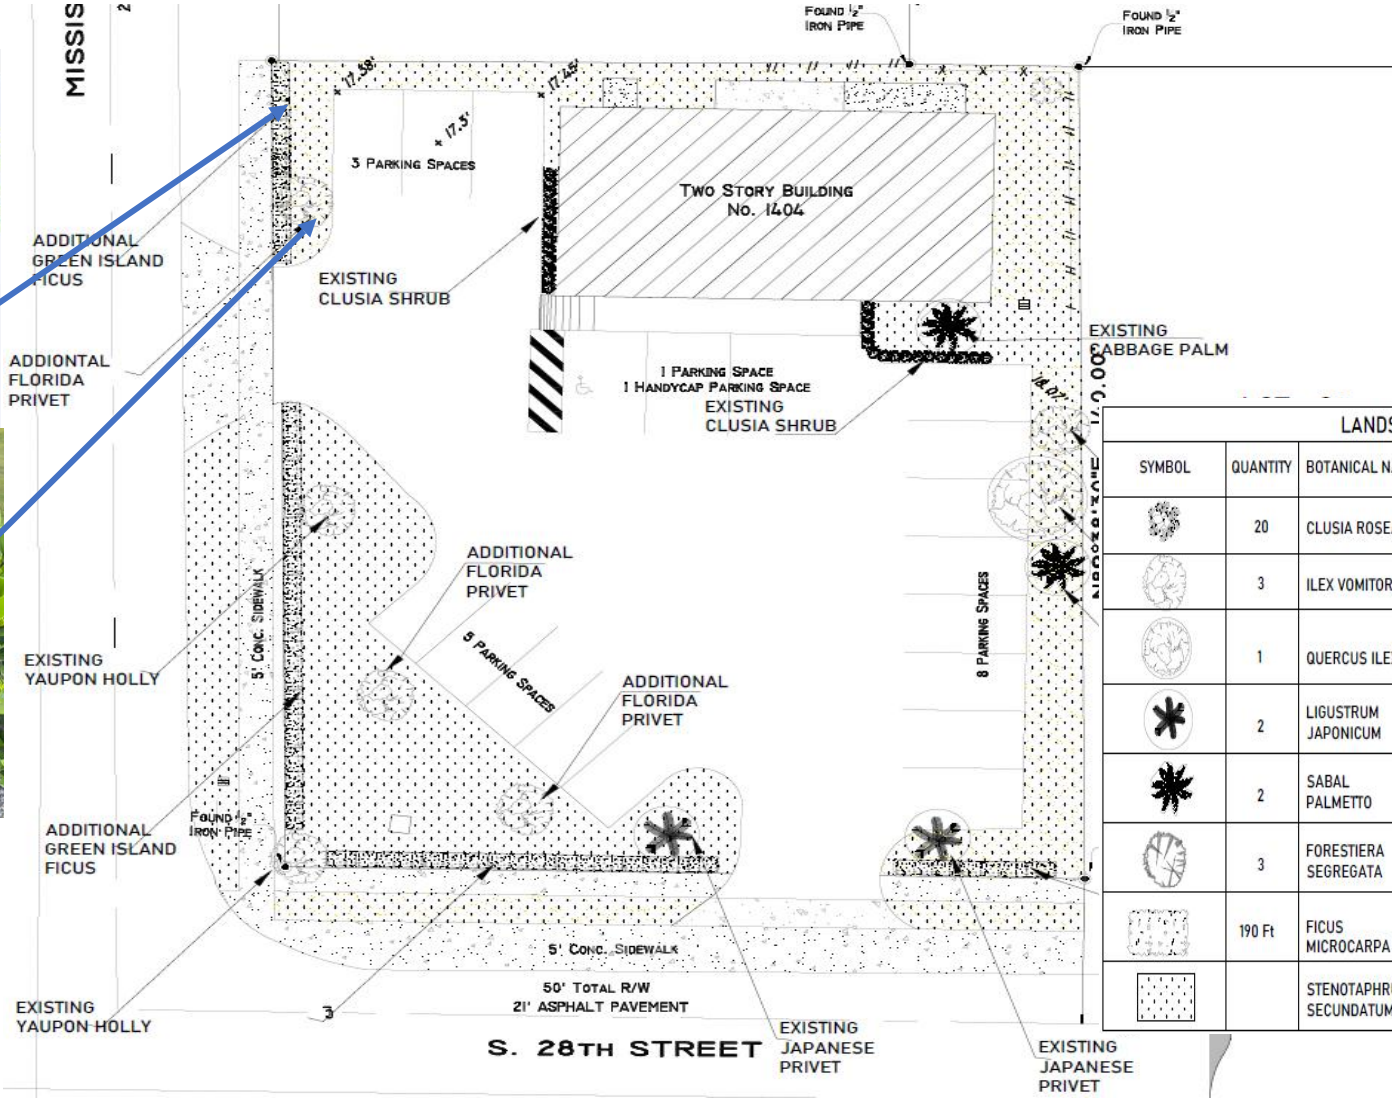 MISSIS
2
FOUND ½"
IRON PIPE
FOUND ½"
IRON PIPE
17.38'
17.45'
17.3'
3 PARKING SPACES
TWO STORY BUILDING
No. 1404
ADDITIONAL
GREEN ISLAND
FICUS
EXISTING
CLUSIA SHRUB
ADDIONTAL
FLORIDA
PRIVET
EXISTING
CABBAGE PALM
1 PARKING SPACE
1 HANDYCAP PARKING SPACE
EXISTING
CLUSIA SHRUB
18.07'
ADDITIONAL
FLORIDA
PRIVET
5 PARKING SPACES
8 PARKING SPACES
5' CONC. SIDEWALK
EXISTING
YAUPON HOLLY
ADDITIONAL
FLORIDA
PRIVET
FOUND ½"
IRON PIPE
ADDITIONAL
GREEN ISLAND
FICUS
5' CONC. SIDEWALK
50' TOTAL R/W
21' ASPHALT PAVEMENT
EXISTING
YAUPON HOLLY
S. 28TH STREET
EXISTING
JAPANESE
PRIVET
EXISTING
JAPANESE
PRIVET
LANDS
SYMBOL QUANTITY BOTANICAL NA
20 CLUSIA ROSE
3 ILEX VOMITOR
1 QUERCUS ILE
2 LIGUSTRUM
JAPONICUM
2 SABAL
PALMETTO
3 FORESTIERA
SEGREGATA
190 Ft FICUS
MICROCARPA
STENOTAPHR
SECUNDATUM